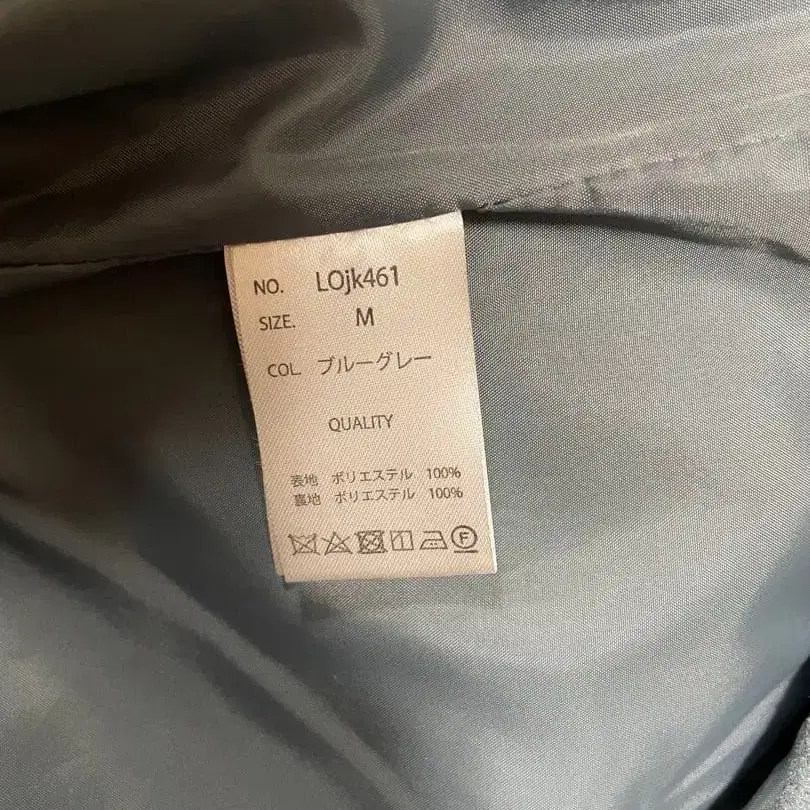 NO. LOjk461
SIZE. M
COL. ブルーグレー
QUALITY
表地 ポリエステル 100%
裏地 ポリエステル 100%
F